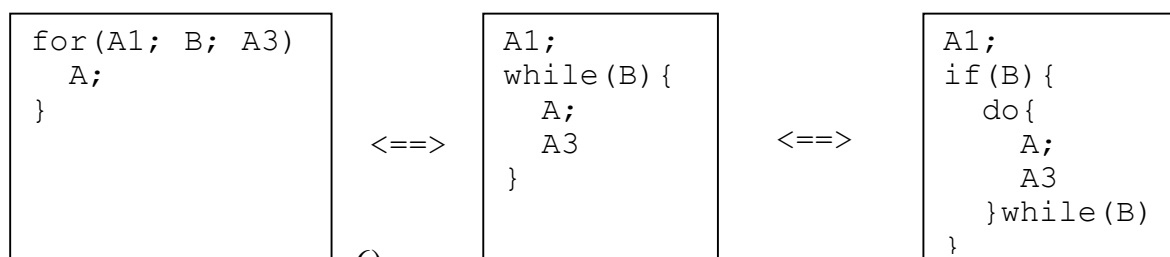 for(A1; B; A3)
  A;
}
<==>
A1;
while(B){
  A;
  A3
}
<==>
A1;
if(B){
  do{
    A;
    A3
  }while(B)
}